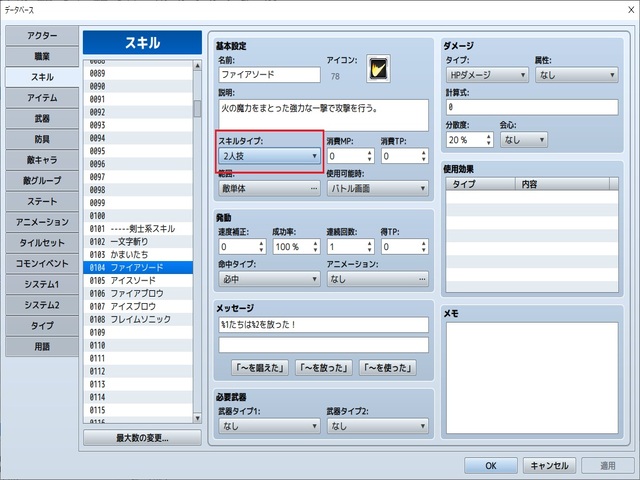 データベース
アクター
職業
スキル
アイテム
武器
防具
敵キャラ
敵グループ
ステート
アニメーション
タイルセット
コモンイベント
システム1
システム2
タイプ
用語
スキル
0089
0090
0091
0092
0093
0094
0095
0096
0097
0098
0099
0100
0101 -----剣士系スキル
0102 一文字斬り
0103 かまいたち
0104 ファイアソード
0105 アイスソード
0106 ファイアブロウ
0107 アイスブロウ
0108 フレイムソニック
0109
0110
0111
0112
0113
0114
0115
0116
最大数の変更...
基本設定
名前:
アイコン:
ファイアソード
78
説明:
火の魔力をまとった強力な一撃で攻撃を行う。
スキルタイプ:
消費MP:
消費TP:
2人技
0
0
範囲:
使用可能時:
敵単体
...
バトル画面
発動
速度補正:
成功率:
連続回数:
得TP:
0
100 %
1
0
命中タイプ:
アニメーション:
必中
なし
...
メッセージ
%1たちは%2を放った！
「～を唱えた」
「～を放った」
「～を使った」
必要武器
武器タイプ1:
武器タイプ2:
なし
なし
ダメージ
タイプ:
属性:
HPダメージ
なし
計算式:
0
分散度:
会心:
20 %
なし
使用効果
タイプ
内容
メモ
OK
キャンセル
適用